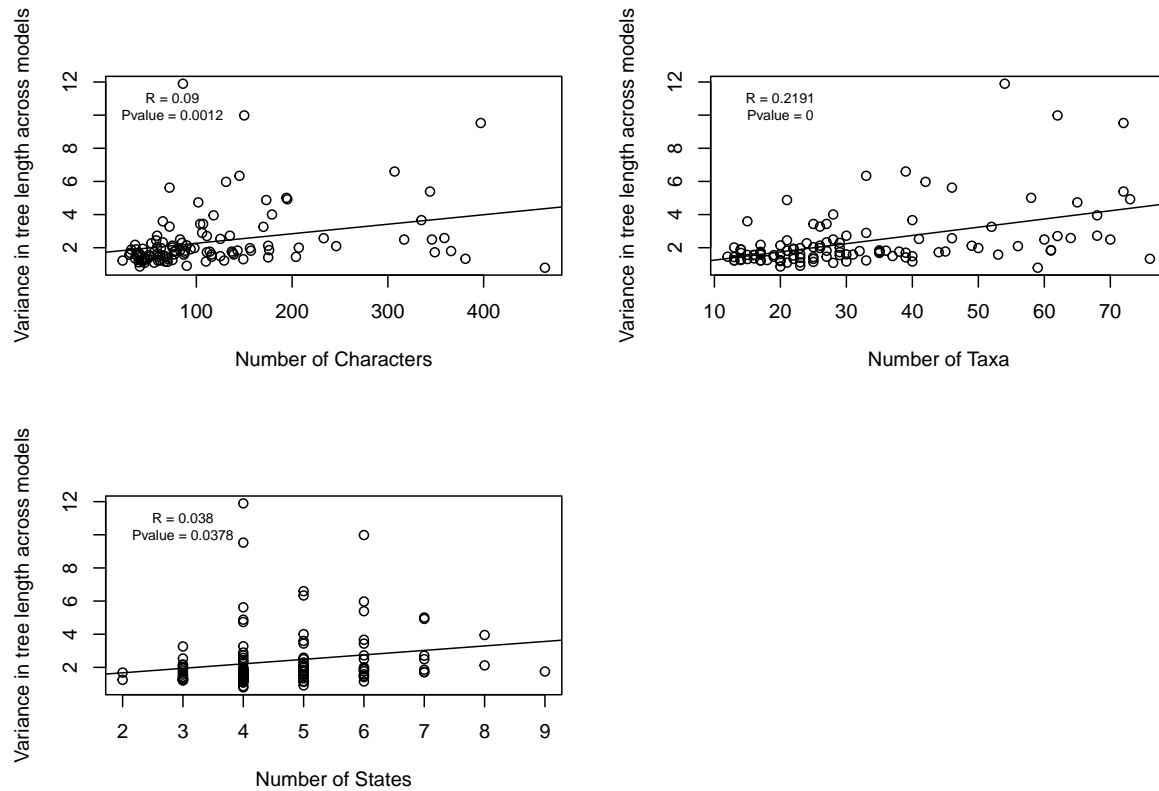 Variance in tree length across models
12
10
8
6
4
2
R = 0.09
Pvalue = 0.0012
100 200 300 400
Number of Characters
Variance in tree length across models
12
8
6
4
2
R = 0.2191
Pvalue = 0
10 20 30 40 50 60 70
Number of Taxa
Variance in tree length across models
12
8
6
4
2
R = 0.038
Pvalue = 0.0378
2 3 4 5 6 7 8 9
Number of States